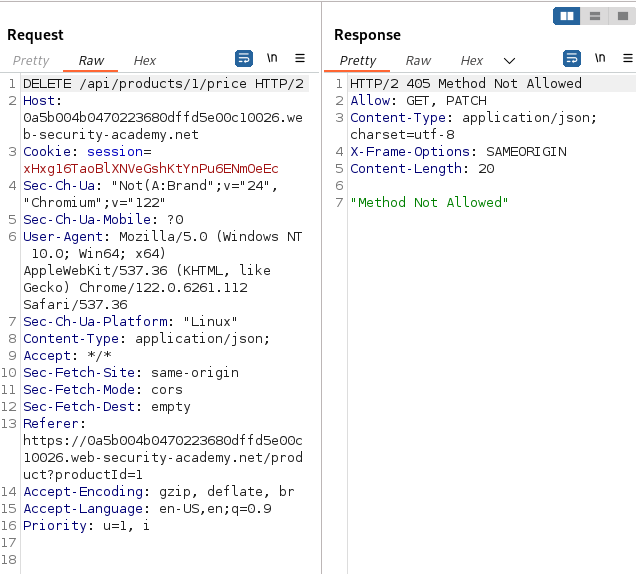 Request
Response
Pretty Raw Hex \n ≡
Pretty Raw Hex \n ≡
1 DELETE /api/products/1/price HTTP/2
2 Host:
0a5b004b0470223680dffd5e00c10026.we
b-security-academy.net
3 Cookie: session=
xHxg16TaoBlXNVeGshKtYnPu6ENmOeEc
4 Sec-Ch-Ua: "Not(A:Brand";v="24",
"Chromium";v="122"
5 Sec-Ch-Ua-Mobile: ?0
6 User-Agent: Mozilla/5.0 (Windows NT
10.0; Win64; x64)
AppleWebKit/537.36 (KHTML, like
Gecko) Chrome/122.0.6261.112
Safari/537.36
7 Sec-Ch-Ua-Platform: "Linux"
8 Content-Type: application/json;
9 Accept: */*
10 Sec-Fetch-Site: same-origin
11 Sec-Fetch-Mode: cors
12 Sec-Fetch-Dest: empty
13 Referer:
https://0a5b004b0470223680dffd5e00c
10026.web-security-academy.net/prod
uct?productId=1
14 Accept-Encoding: gzip, deflate, br
15 Accept-Language: en-US,en;q=0.9
16 Priority: u=1, i
17
18
1 HTTP/2 405 Method Not Allowed
2 Allow: GET, PATCH
3 Content-Type: application/json;
charset=utf-8
4 X-Frame-Options: SAMEORIGIN
5 Content-Length: 20
6
7 "Method Not Allowed"